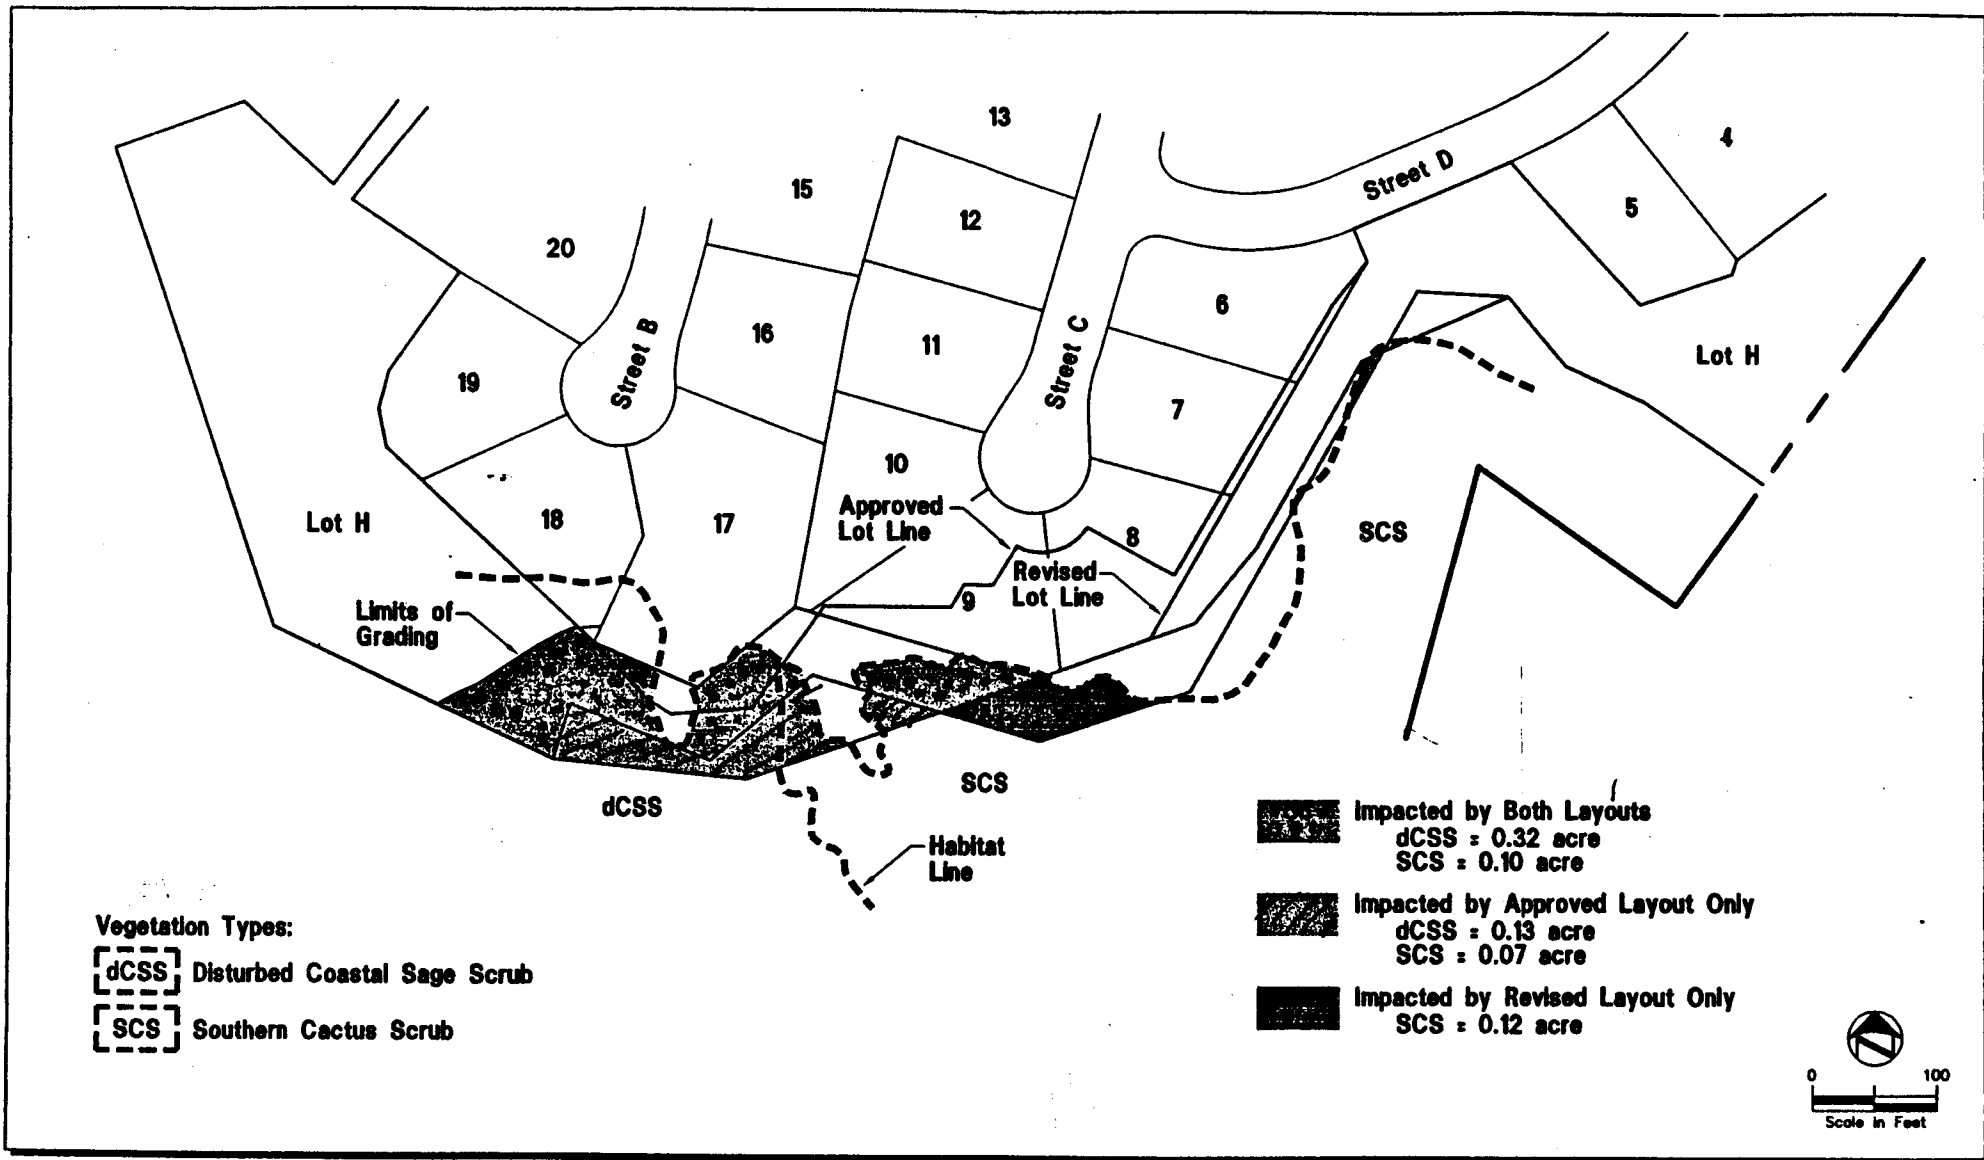 13
4
Street D
15
12
5
20
6
16
11
Street B
Street C
Lot H
19
7
10
Approved
Lot Line
Lot H
18
17
8
SCS
Revised
Lot Line
9
Limits of
Grading
SCS
dCSS
Habitat
Line
Impacted by Both Layouts
dCSS = 0.32 acre
SCS = 0.10 acre
Impacted by Approved Layout Only
dCSS = 0.13 acre
SCS = 0.07 acre
Impacted by Revised Layout Only
SCS = 0.12 acre
Vegetation Types:
dCSS Disturbed Coastal Sage Scrub
SCS Southern Cactus Scrub
0 100
Scale in Feet